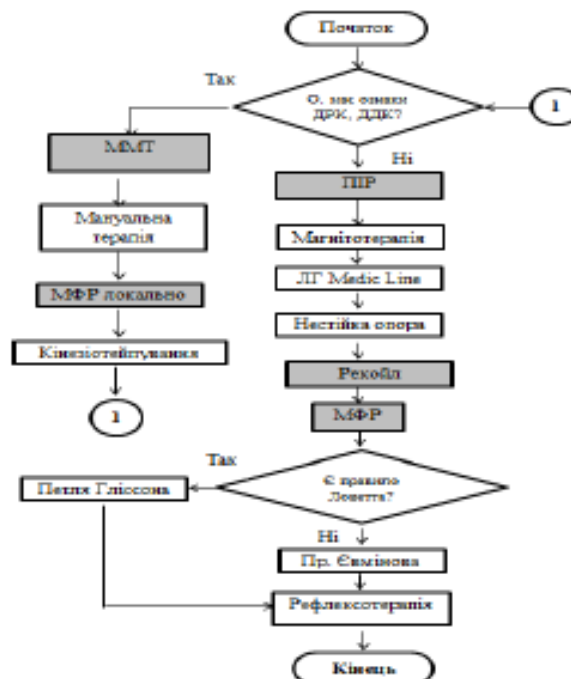 Початок
Так
О. має ознаки
ДРК, ДДК?
1
Ні
ММТ
ПІР
Мануальна
терапія
Магнітотерапія
ЛГ Medic Line
МФР локально
Нестійка опора
Кінезіотейпування
Рекойл
1
МФР
Так
Є правило
Ловетта?
Петля Гліссона
Ні
Пр. Євмінова
Рефлексотерапія
Кінець